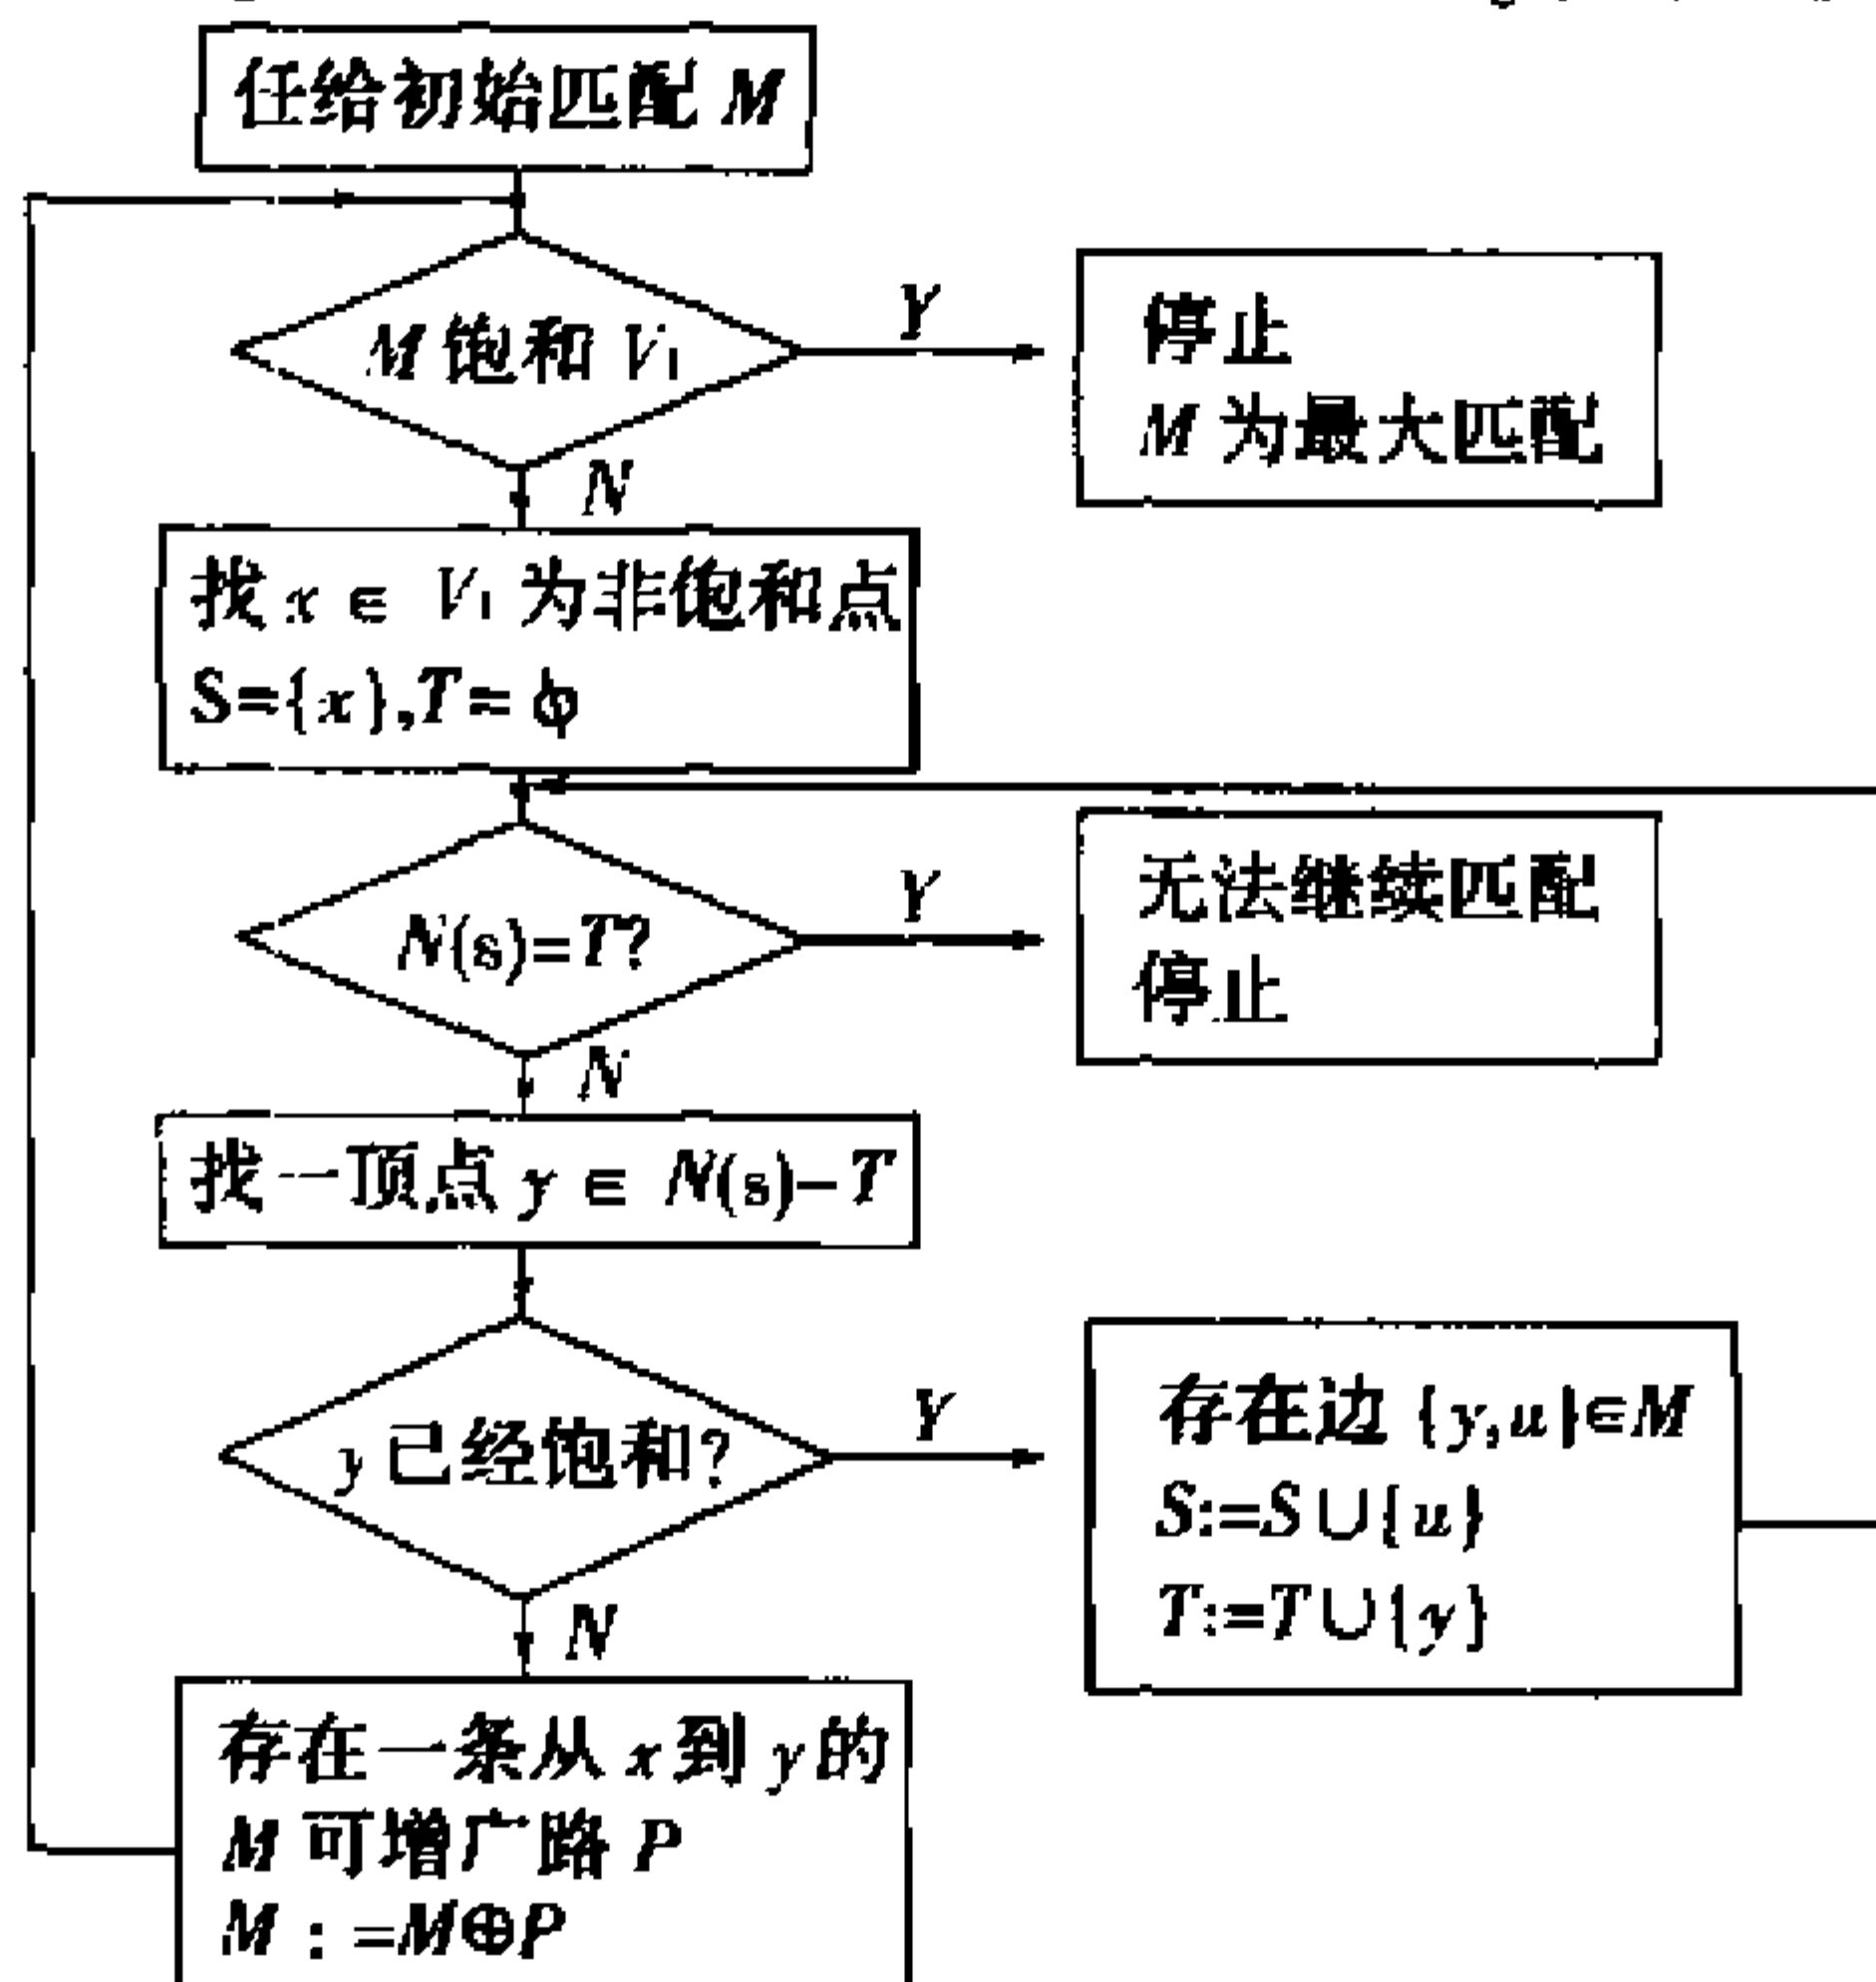 任给初始匹配 M
M 饱和 V₁
Y
停止
M 为最大匹配
N
找 x ∈ V₁ 为非饱和点
S={x},T= ϕ
N(s)=T?
Y
无法继续匹配
停止
N
找一顶点 y ∈ N(s)−T
y 已经饱和?
Y
存在边 {y,u}∈M
S:=S∪{u}
T:=T∪{y}
N
存在一条从 x 到 y 的
M 可增广路 P
M : =M⊕P